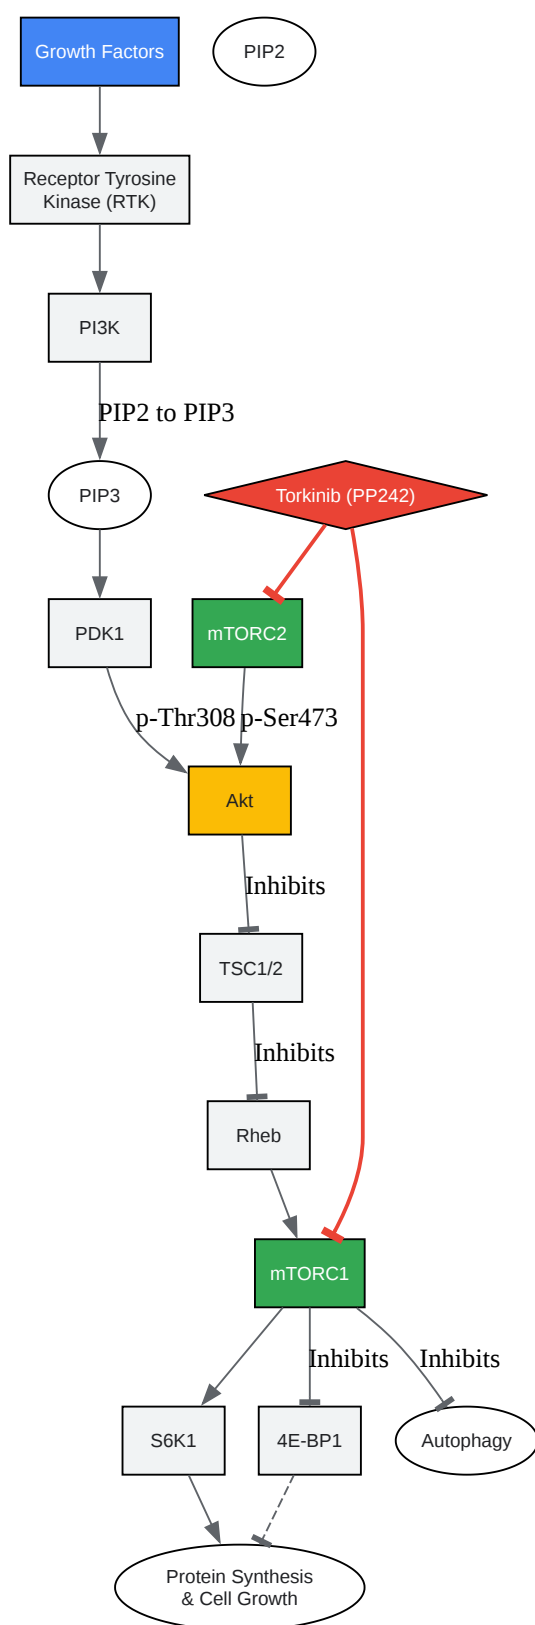 Growth Factors
PIP2
Receptor Tyrosine
Kinase (RTK)
PI3K
PIP2 to PIP3
PIP3
Torkinib (PP242)
PDK1
mTORC2
p-Thr308
p-Ser473
Akt
Inhibits
TSC1/2
Inhibits
Rheb
mTORC1
Inhibits
Inhibits
S6K1
4E-BP1
Autophagy
Protein Synthesis
& Cell Growth